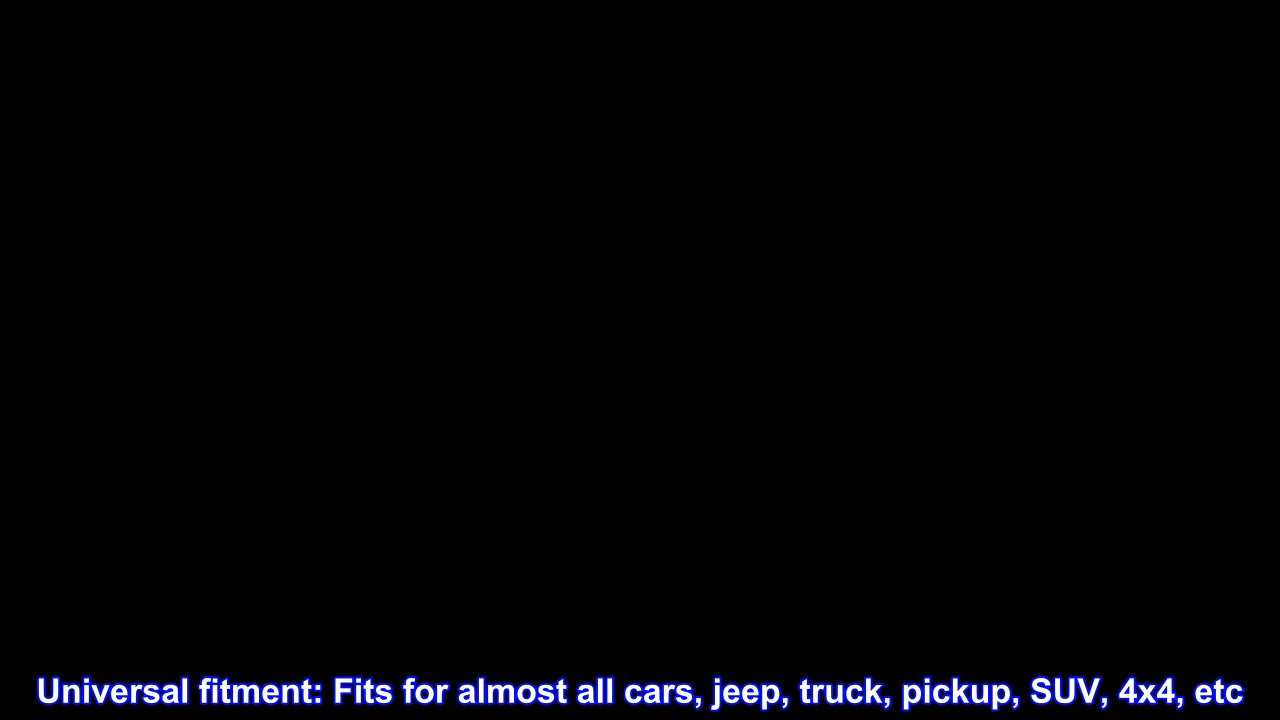 Universal fitment: Fits for almost all cars, jeep, truck, pickup, SUV, 4x4, etc